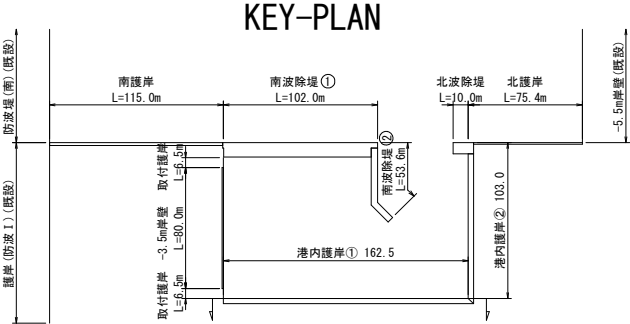 KEY-PLAN
防波堤(南)(既設)
南護岸
L=115.0m
南波除堤①
L=102.0m
北波除堤
L=10.0m
北護岸
L=75.4m
-5.5m岸壁(既設)
護岸(防波Ⅰ)(既設)
取付護岸
L=6.5m
-3.5m岸壁
L=80.0m
取付護岸
L=6.5m
南波除堤②
L=53.6m
港内護岸① 162.5
港内護岸② 103.0